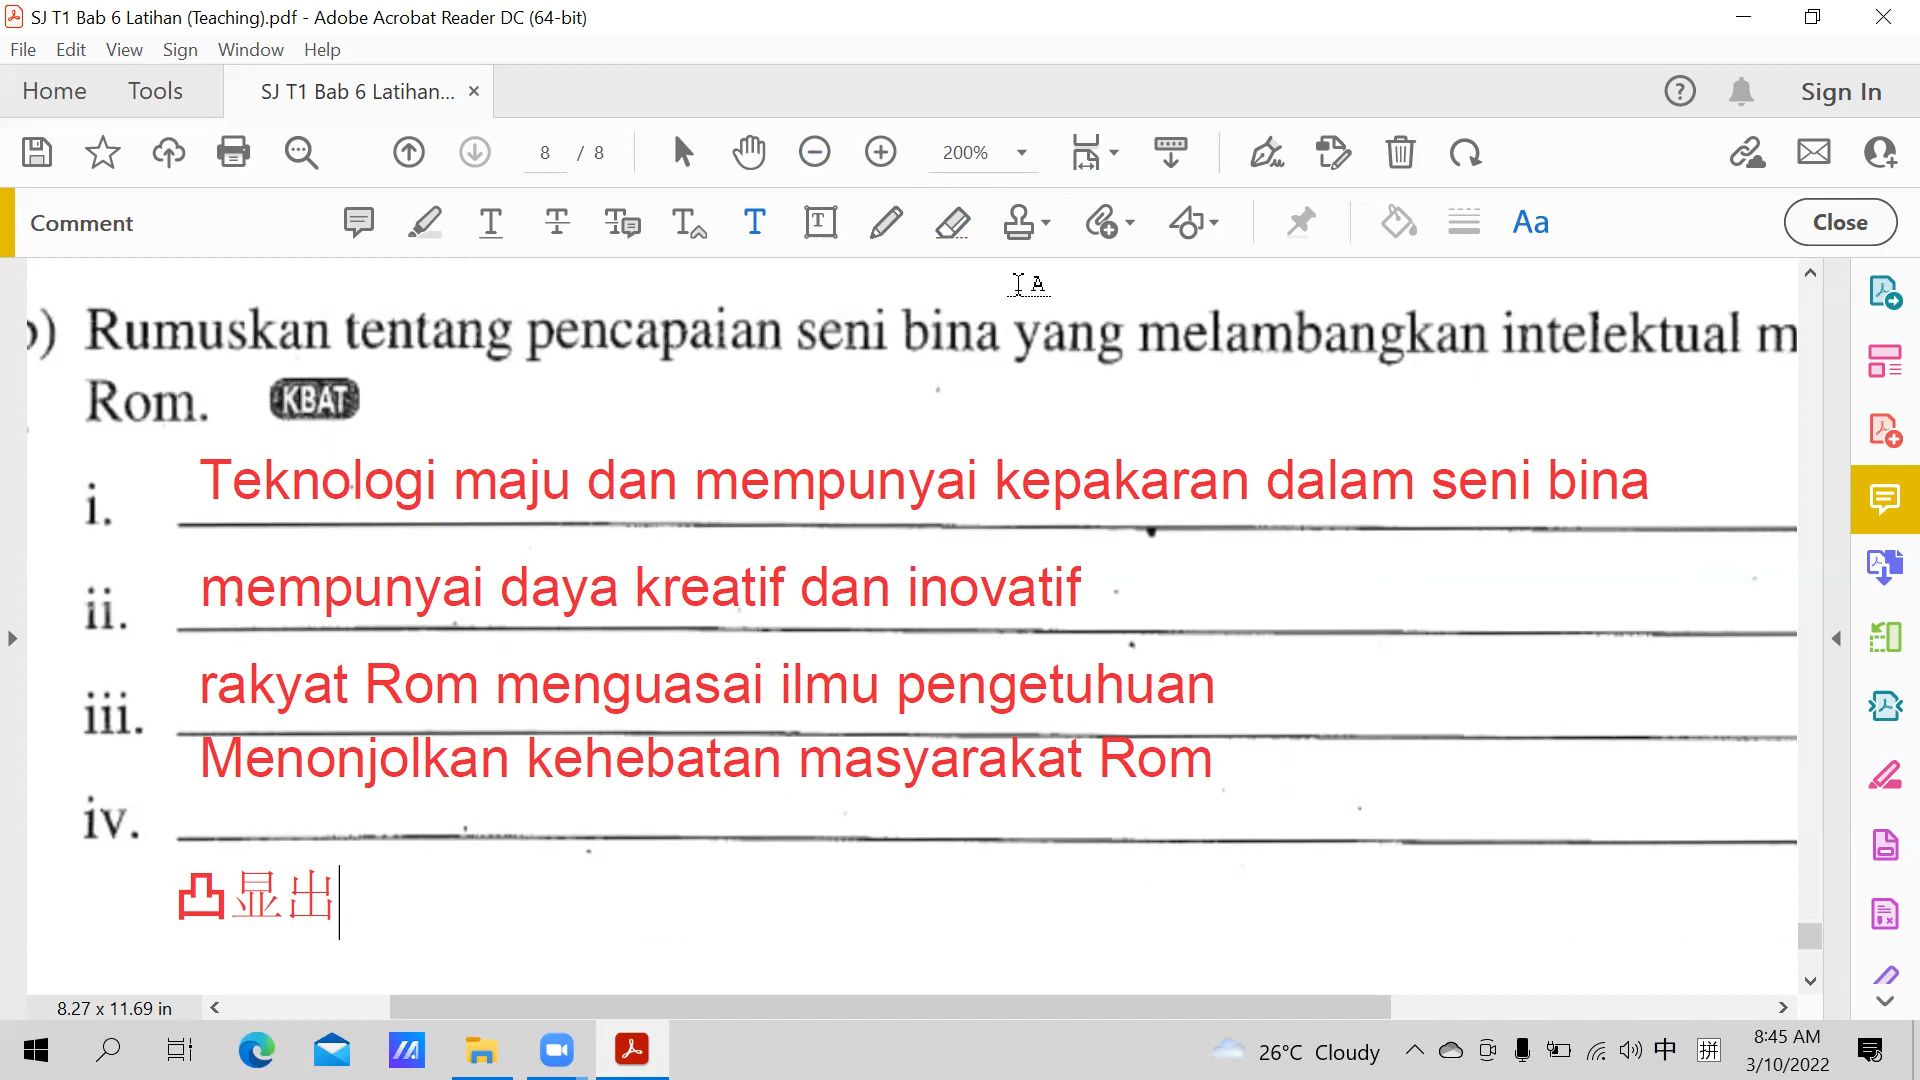 SJ T1 Bab 6 Latihan (Teaching).pdf - Adobe Acrobat Reader DC (64-bit)
File Edit View Sign Window Help
Home Tools SJ T1 Bab 6 Latihan... × Sign In
8 / 8 200%
Comment Close
b) Rumuskan tentang pencapaian seni bina yang melambangkan intelektual m
Rom. KBAT
i. Teknologi maju dan mempunyai kepakaran dalam seni bina
ii. mempunyai daya kreatif dan inovatif
iii. rakyat Rom menguasai ilmu pengetuhuan
iv. Menonjolkan kehebatan masyarakat Rom
凸显出
8.27 x 11.69 in
26°C Cloudy 中 拼 8:45 AM
3/10/2022